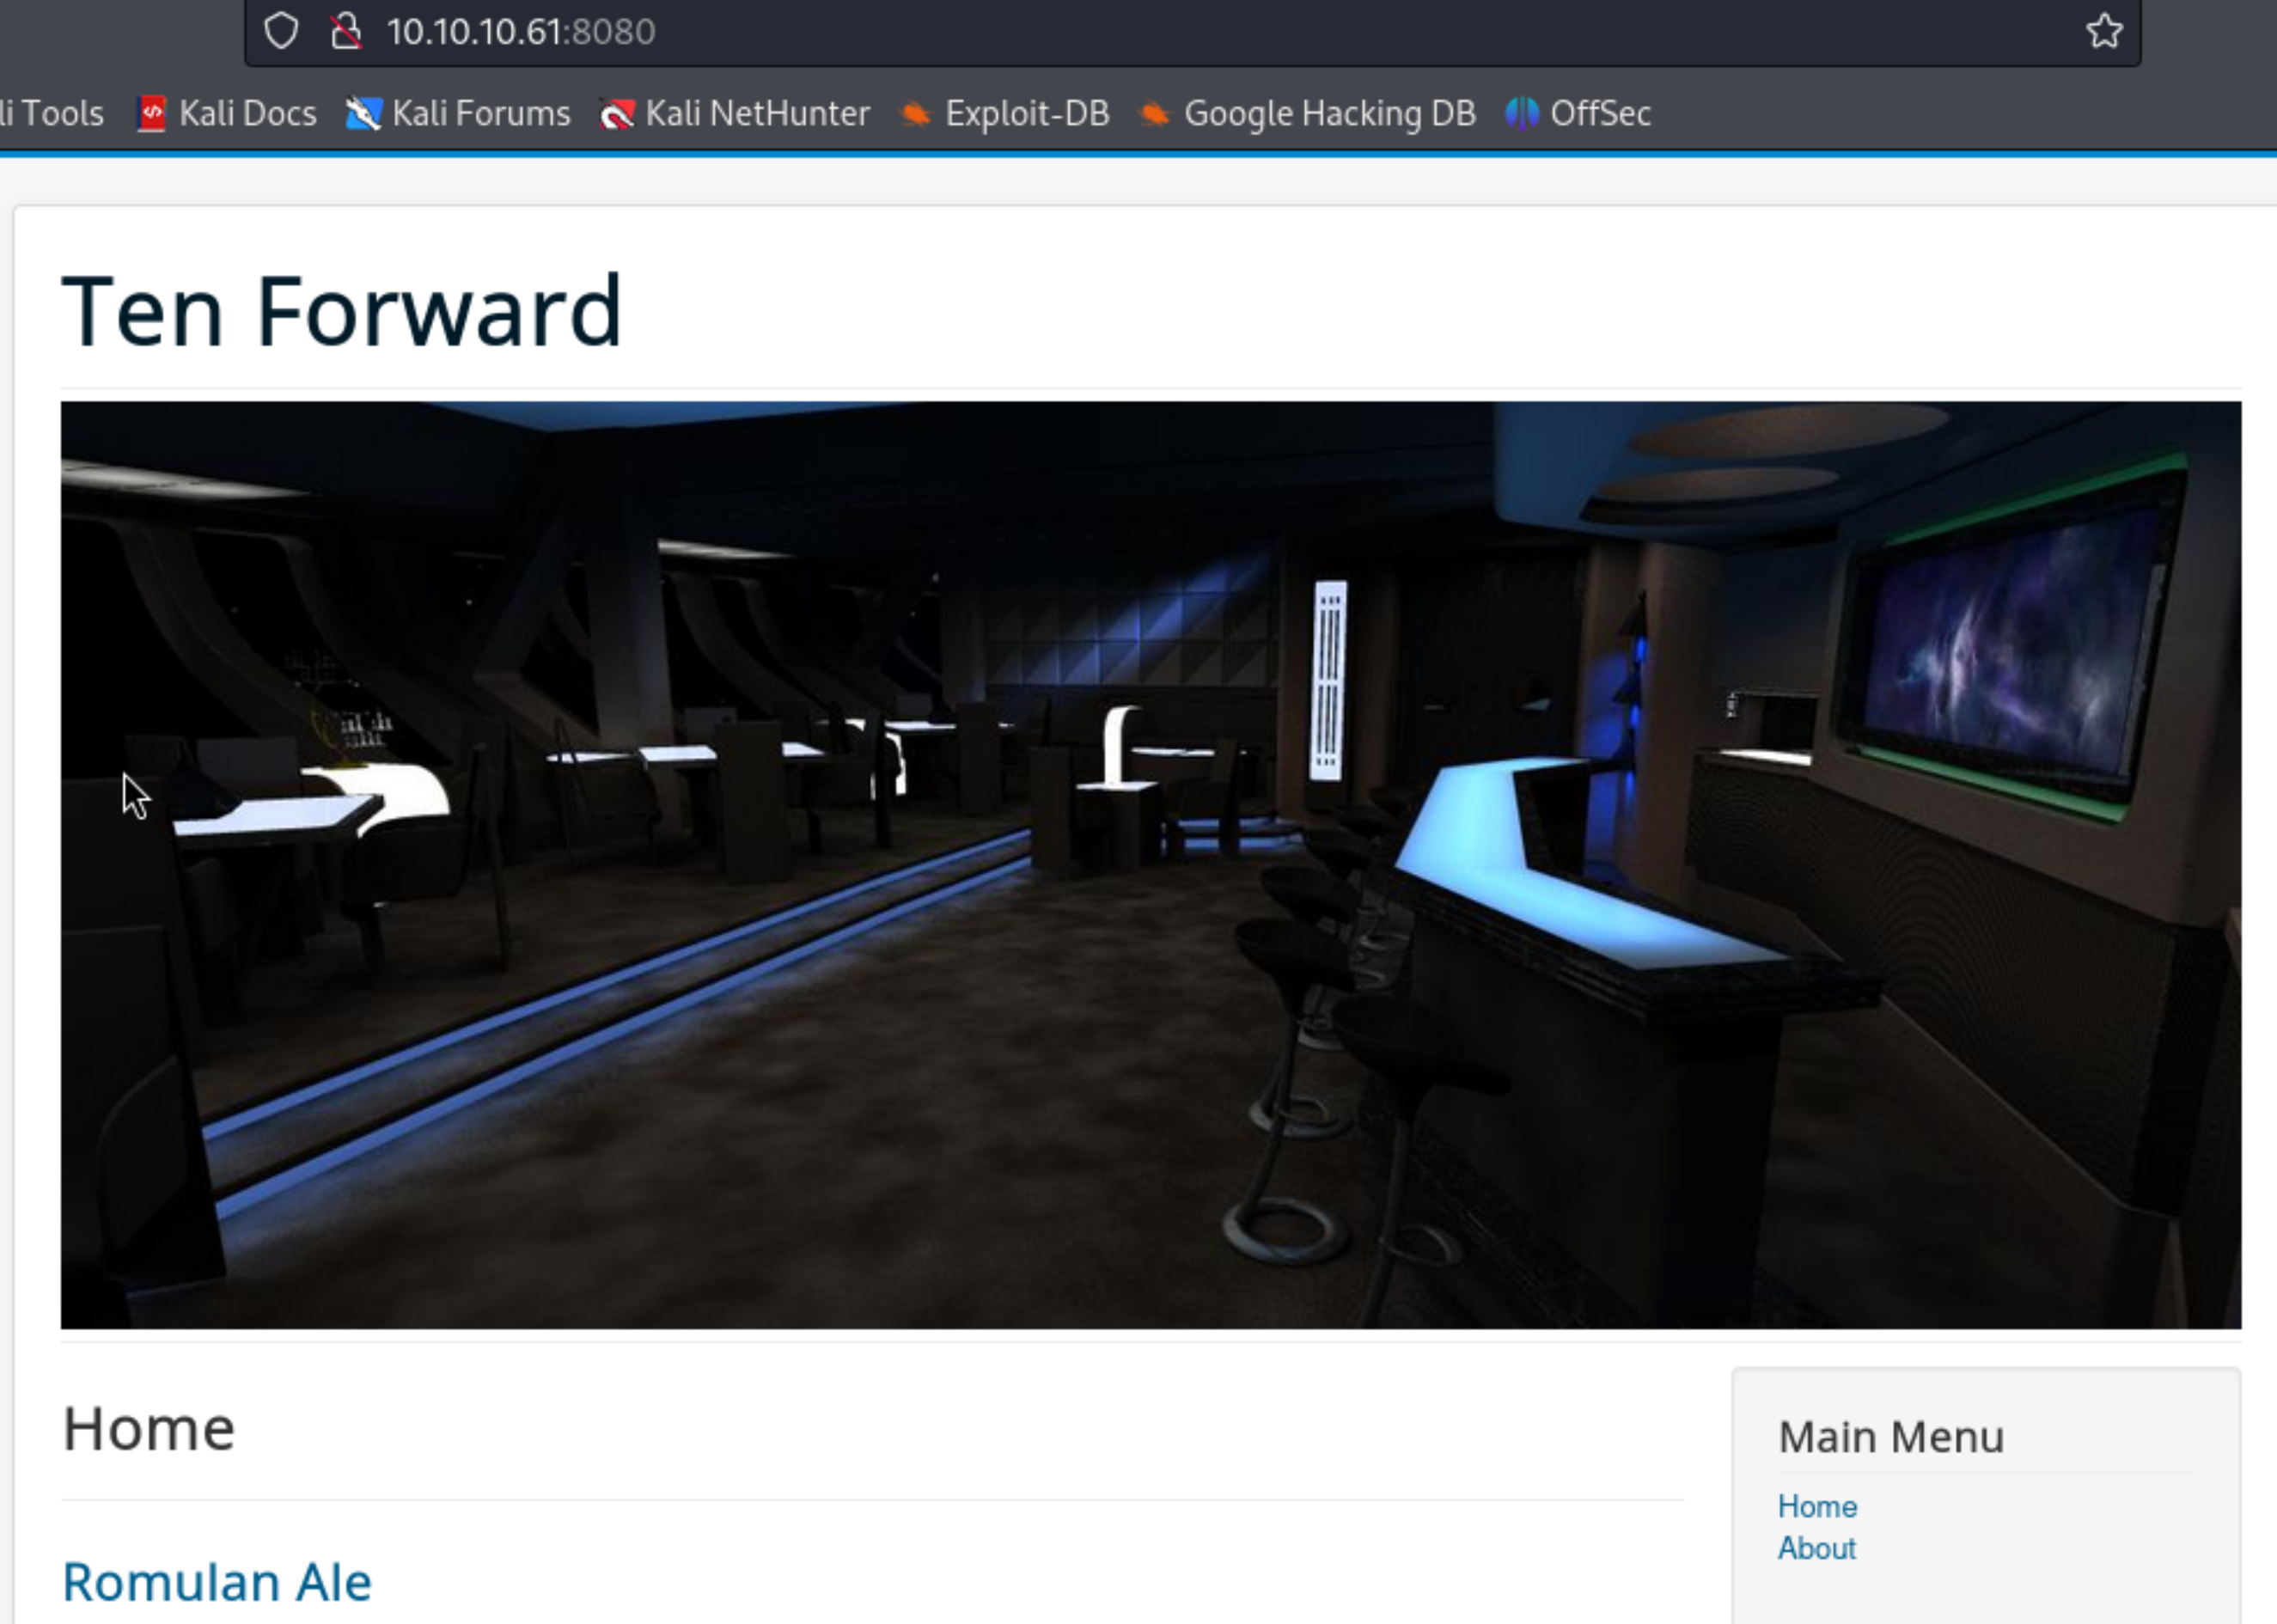 10.10.10.61:8080
li Tools Kali Docs Kali Forums Kali NetHunter Exploit-DB Google Hacking DB OffSec
Ten Forward
Home
Main Menu
Home
About
Romulan Ale